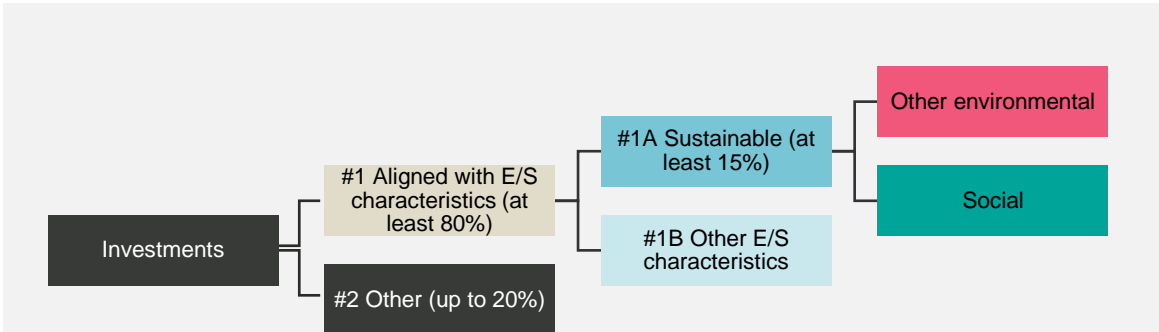 Other environmental
#1A Sustainable (at
least 15%)
#1 Aligned with E/S
characteristics (at
least 80%)
Social
Investments
#1B Other E/S
characteristics
#2 Other (up to 20%)